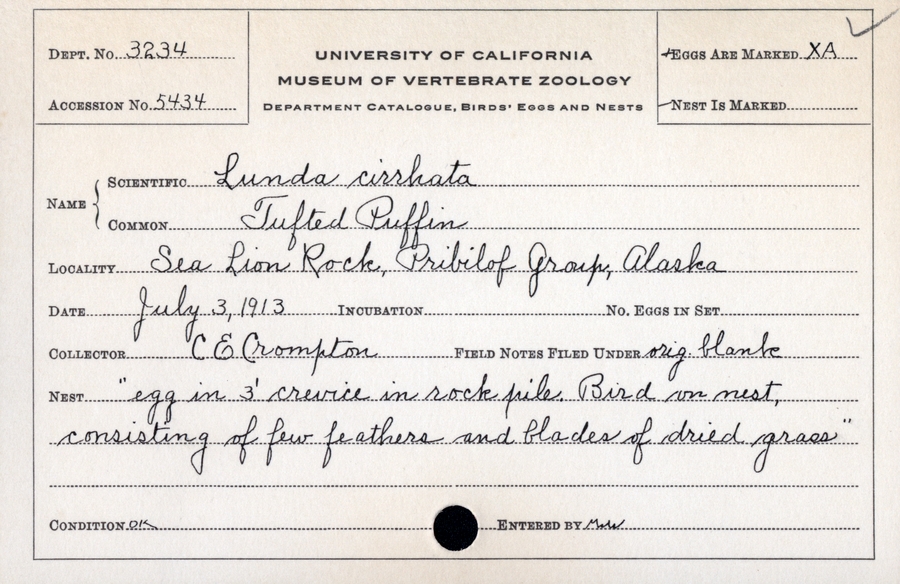 DEPT. NO. 3234
ACCESSION NO. 5434
UNIVERSITY OF CALIFORNIA
MUSEUM OF VERTEBRATE ZOOLOGY
DEPARTMENT CATALOGUE, BIRDS' EGGS AND NESTS
EGGS ARE MARKED XA
NEST IS MARKED
NAME
SCIENTIFIC Lunda cirrhata
COMMON Tufted Puffin
LOCALITY Sea Lion Rock, Pribilof Group, Alaska
DATE July 3, 1913 INCUBATION NO. EGGS IN SET
COLLECTOR C E Crompton FIELD NOTES FILED UNDER orig. blank
NEST "egg in 3' crevice in rock pile. Bird on nest,
consisting of few feathers and blades of dried grass"
CONDITION OK ENTERED BY